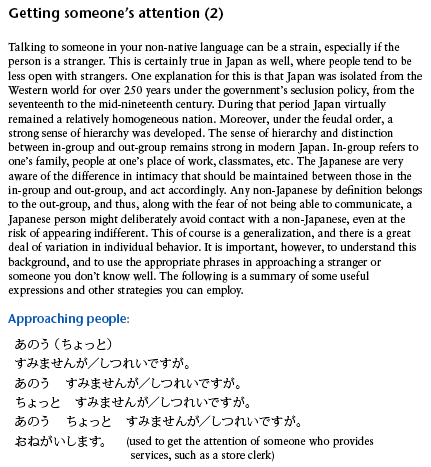 Getting someone's attention (2)
Talking to someone in your non-native language can be a strain, especially if the
person is a stranger. This is certainly true in Japan as well, where people tend to be
less open with strangers. One explanation for this is that Japan was isolated from the
Western world for over 250 years under the government's seclusion policy, from the
seventeenth to the mid-nineteenth century. During that period Japan virtually
remained a relatively homogeneous nation. Moreover, under the feudal order, a
strong sense of hierarchy was developed. The sense of hierarchy and distinction
between in-group and out-group remains strong in modern Japan. In-group refers to
one's family, people at one's place of work, classmates, etc. The Japanese are very
aware of the difference in intimacy that should be maintained between those in the
in-group and out-group, and act accordingly. Any non-Japanese by definition belongs
to the out-group, and thus, along with the fear of not being able to communicate, a
Japanese person might deliberately avoid contact with a non-Japanese, even at the
risk of appearing indifferent. This of course is a generalization, and there is a great
deal of variation in individual behavior. It is important, however, to understand this
background, and to use the appropriate phrases in approaching a stranger or
someone you don't know well. The following is a summary of some useful
expressions and other strategies you can employ.
Approaching people:
あのう（ちょっと）
すみませんが／しつれいですが。
あのう　すみませんが／しつれいですが。
ちょっと　すみませんが／しつれいですが。
あのう　ちょっと　すみませんが／しつれいですが。
おねがいします。 (used to get the attention of someone who provides
services, such as a store clerk)